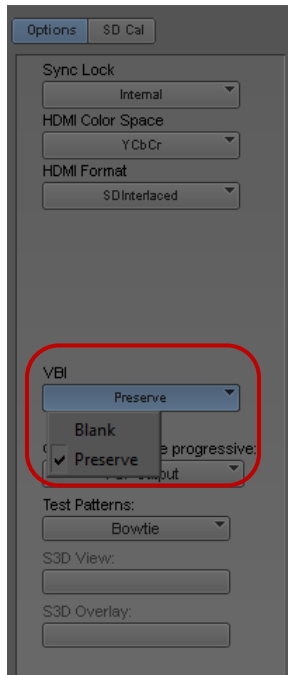 Options SD Cal
Sync Lock
Internal
HDMI Color Space
YCbCr
HDMI Format
SDInterlaced
VBI
Preserve
Blank
Preserve
progressive:
Test Patterns:
Bowtie
S3D View:
S3D Overlay: